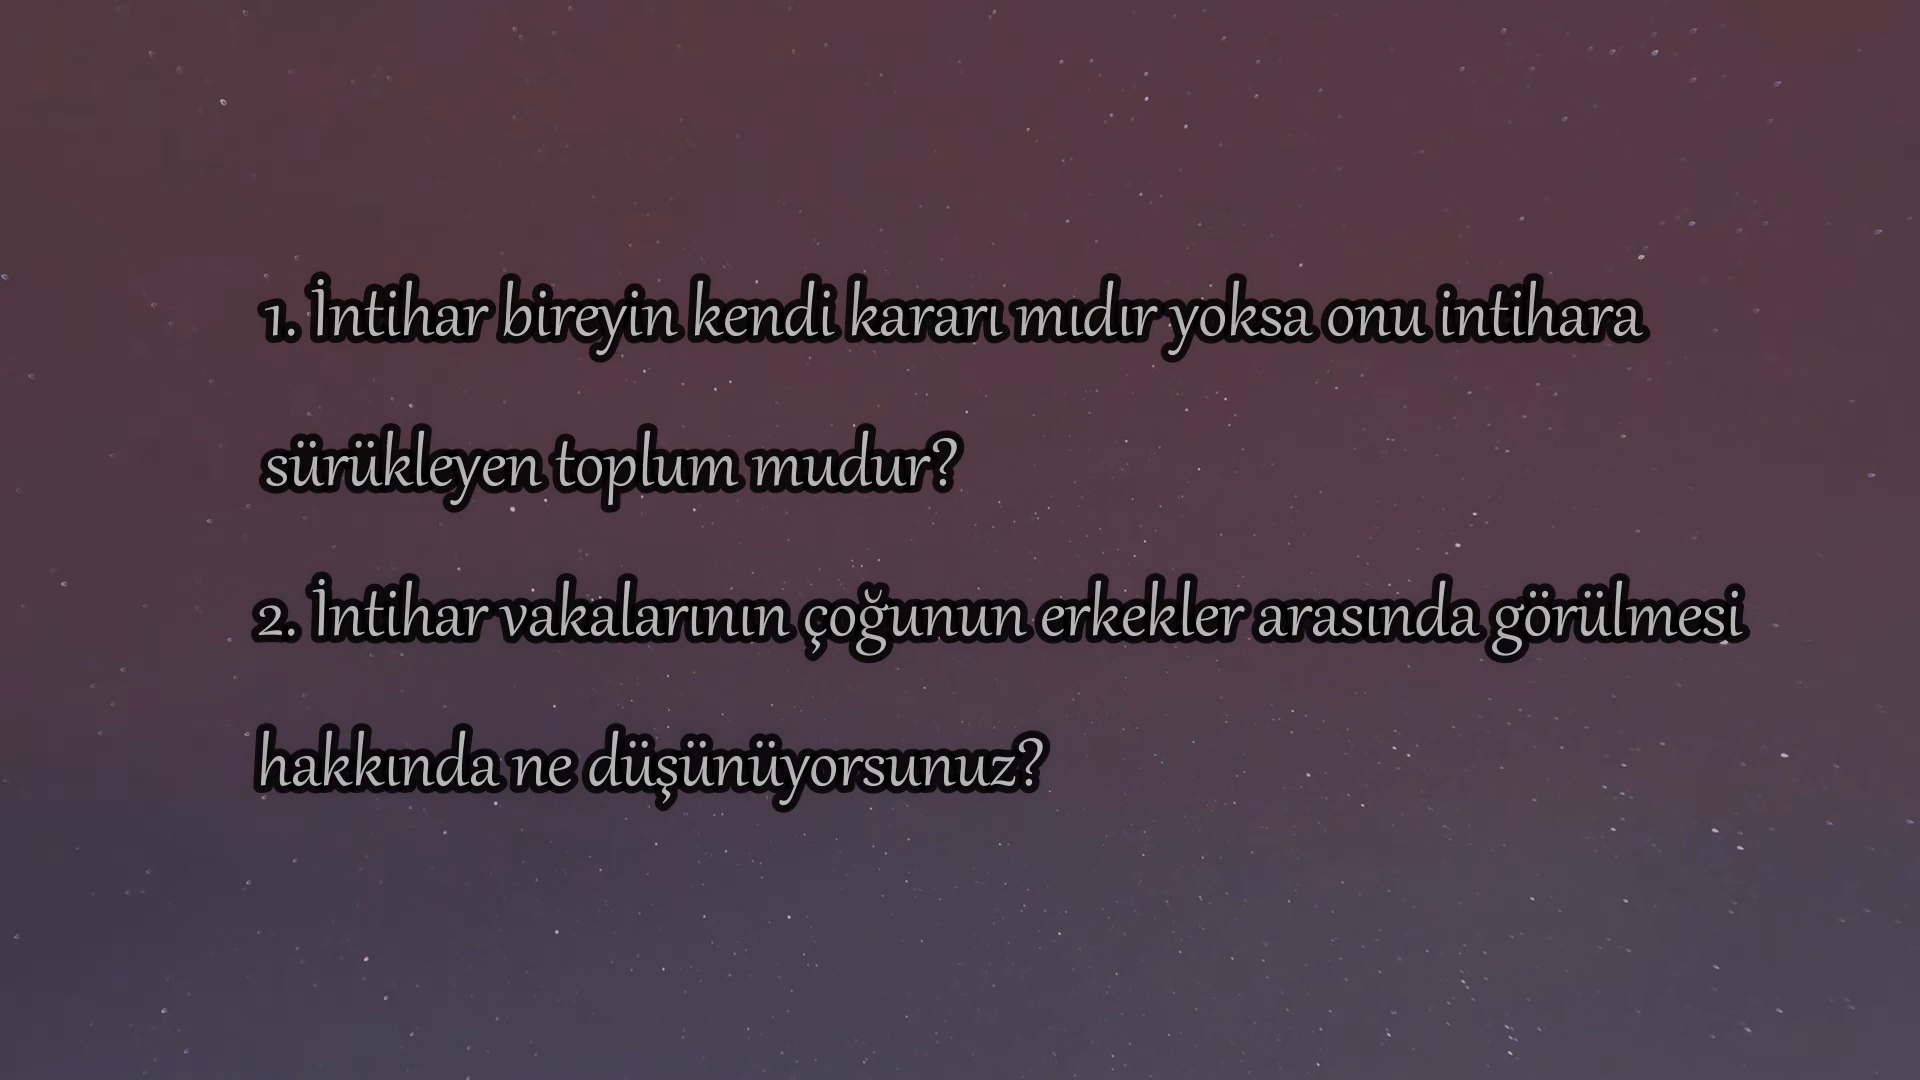 1. İntihar bireyin kendi kararı mıdır yoksa onu intihara
sürükleyen toplum mudur?
2. İntihar vakalarının çoğunun erkekler arasında görülmesi
hakkında ne düşünüyorsunuz?